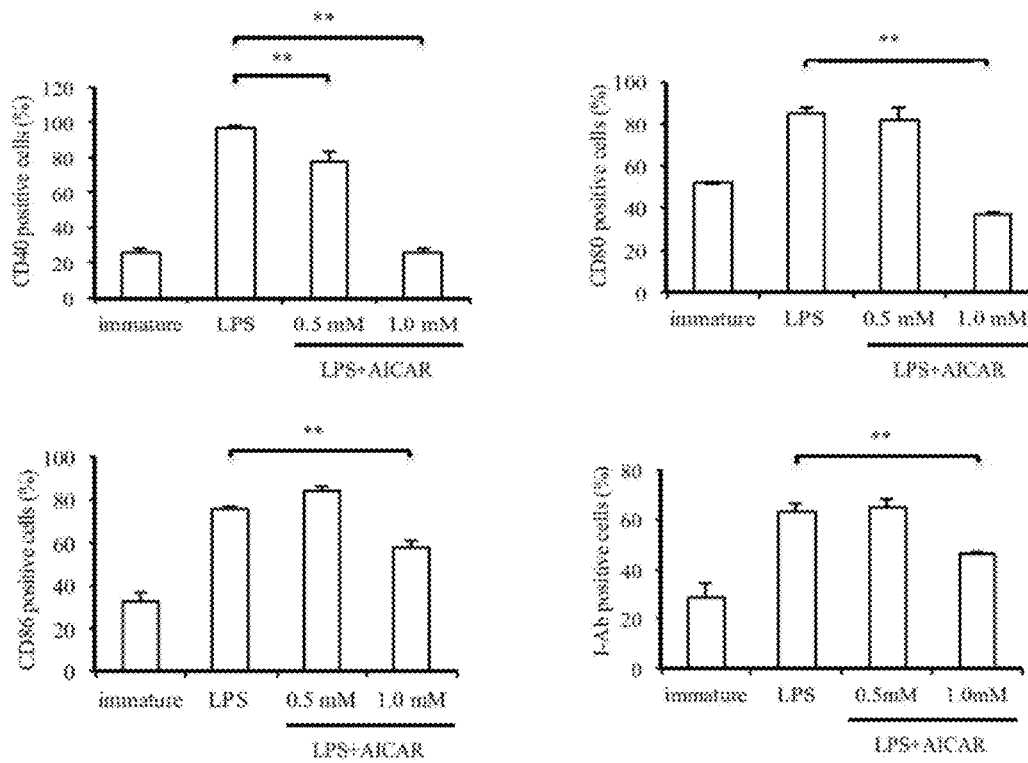 **
**
CD40 positive cells (%)
120
100
80
60
40
20
0
immature LPS 0.5 mM 1.0 mM
LPS+AICAR
**
CD80 positive cells (%)
100
80
60
40
20
0
immature LPS 0.5 mM 1.0 mM
LPS+AICAR
**
CD86 positive cells (%)
100
80
60
40
20
0
immature LPS 0.5 mM 1.0 mM
LPS+AICAR
**
I-Ab positive cells (%)
80
60
40
20
0
immature LPS 0.5mM 1.0mM
LPS+AICAR